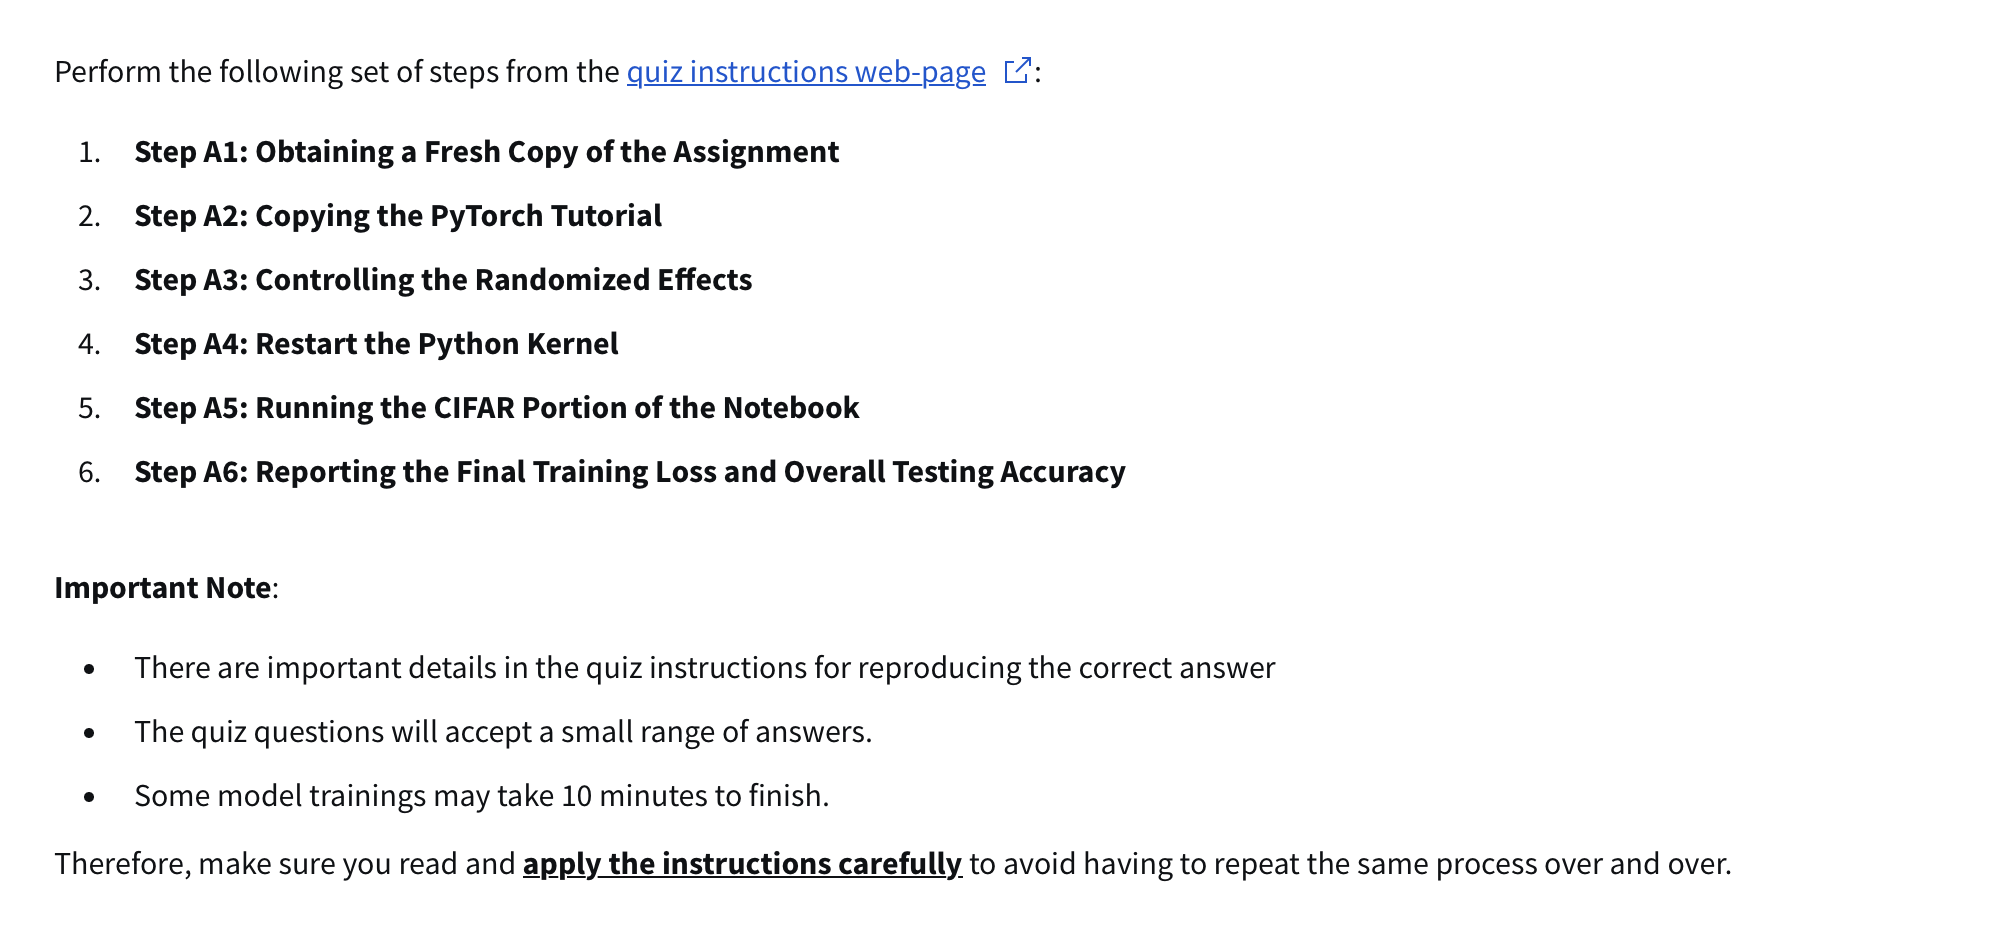 Perform the following set of steps from the quiz instructions web-page :
1. Step A1: Obtaining a Fresh Copy of the Assignment
2. Step A2: Copying the PyTorch Tutorial
3. Step A3: Controlling the Randomized Effects
4. Step A4: Restart the Python Kernel
5. Step A5: Running the CIFAR Portion of the Notebook
6. Step A6: Reporting the Final Training Loss and Overall Testing Accuracy
Important Note:
• There are important details in the quiz instructions for reproducing the correct answer
• The quiz questions will accept a small range of answers.
• Some model trainings may take 10 minutes to finish.
Therefore, make sure you read and apply the instructions carefully to avoid having to repeat the same process over and over.